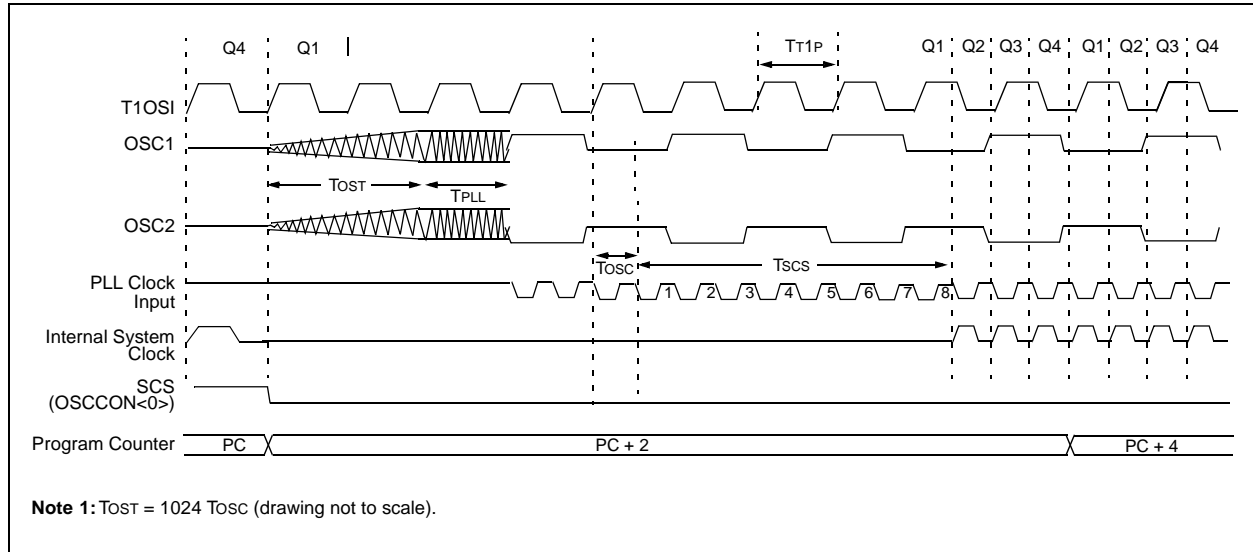 Q4 Q1 TT1P Q1 Q2 Q3 Q4 Q1 Q2 Q3 Q4
T1OSI
OSC1
TOST TPLL
OSC2
TOSC TSCS
PLL Clock
Input
1 2 3 4 5 6 7 8
Internal System
Clock
SCS
(OSCCON<0>)
Program Counter PC PC + 2 PC + 4
Note 1: TOST = 1024 TOSC (drawing not to scale).